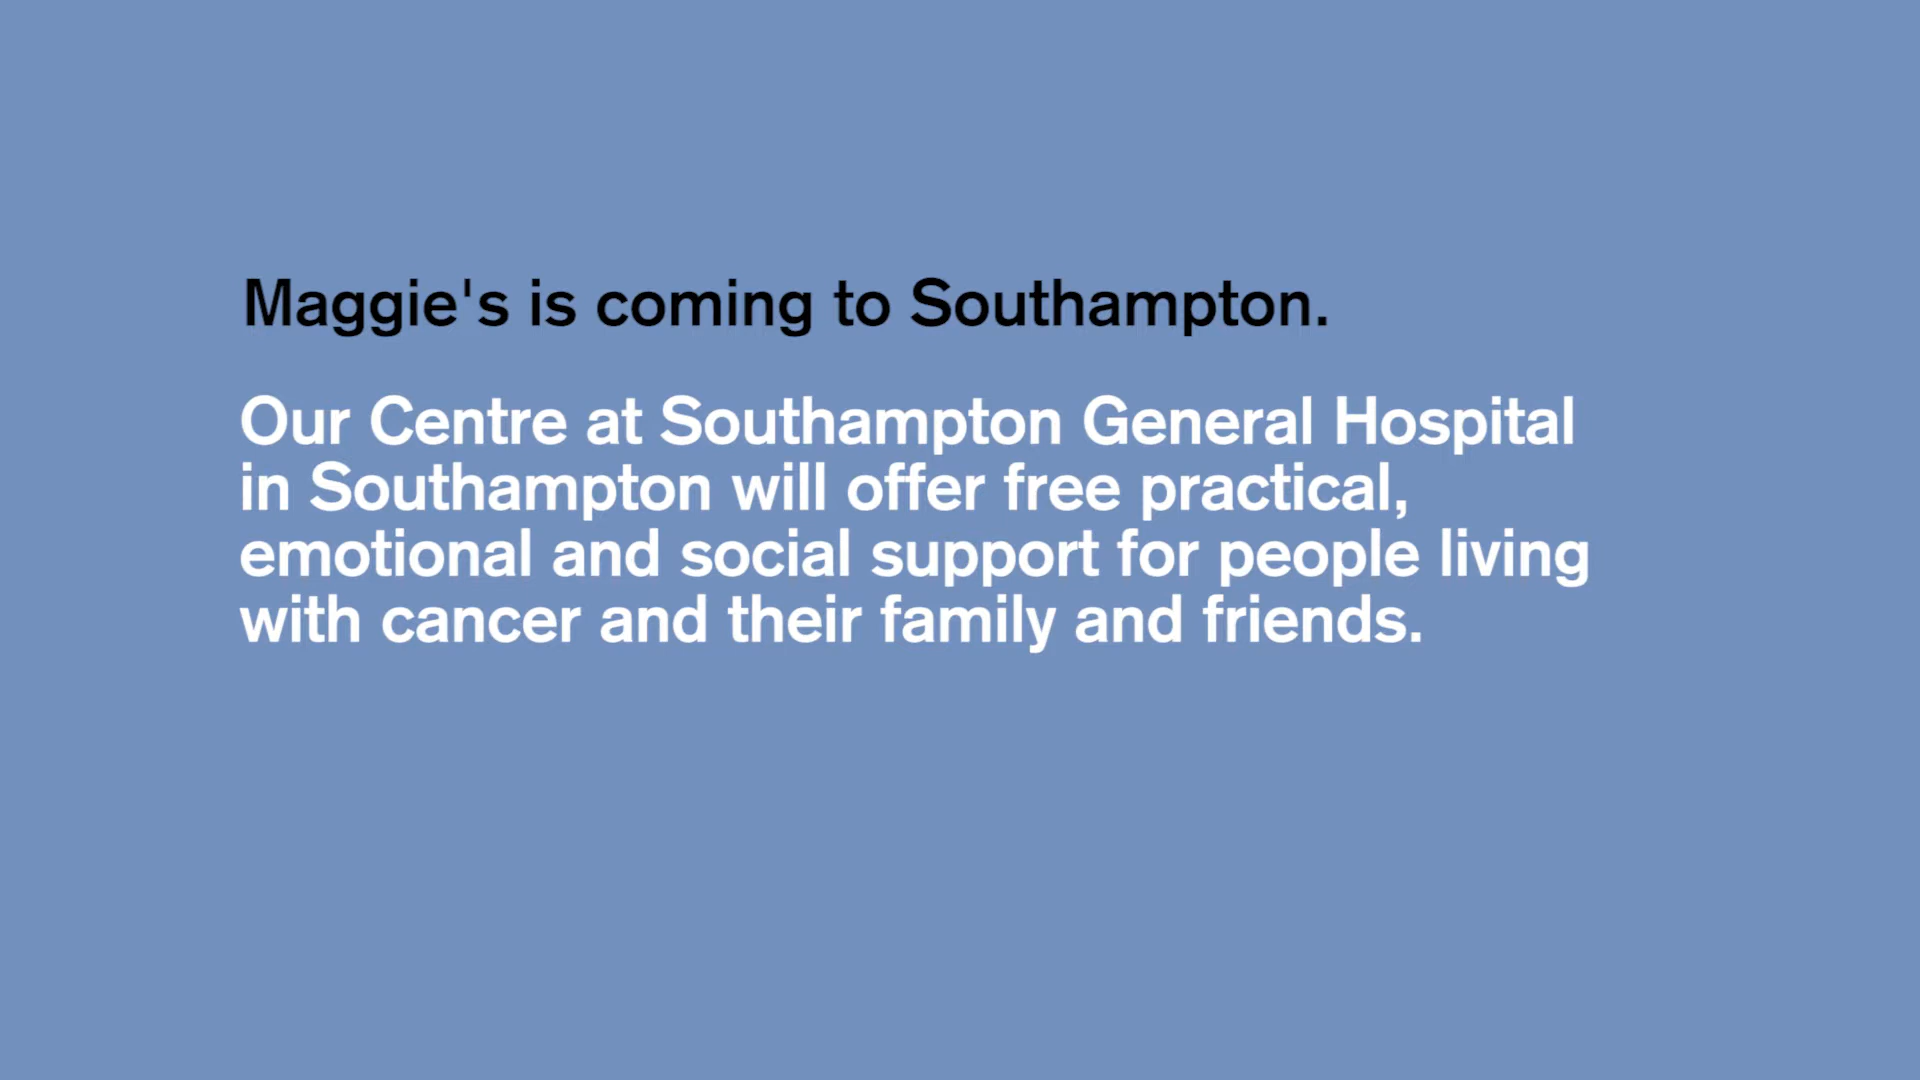 Maggie's is coming to Southampton.
Our Centre at Southampton General Hospital
in Southampton will offer free practical,
emotional and social support for people living
with cancer and their family and friends.